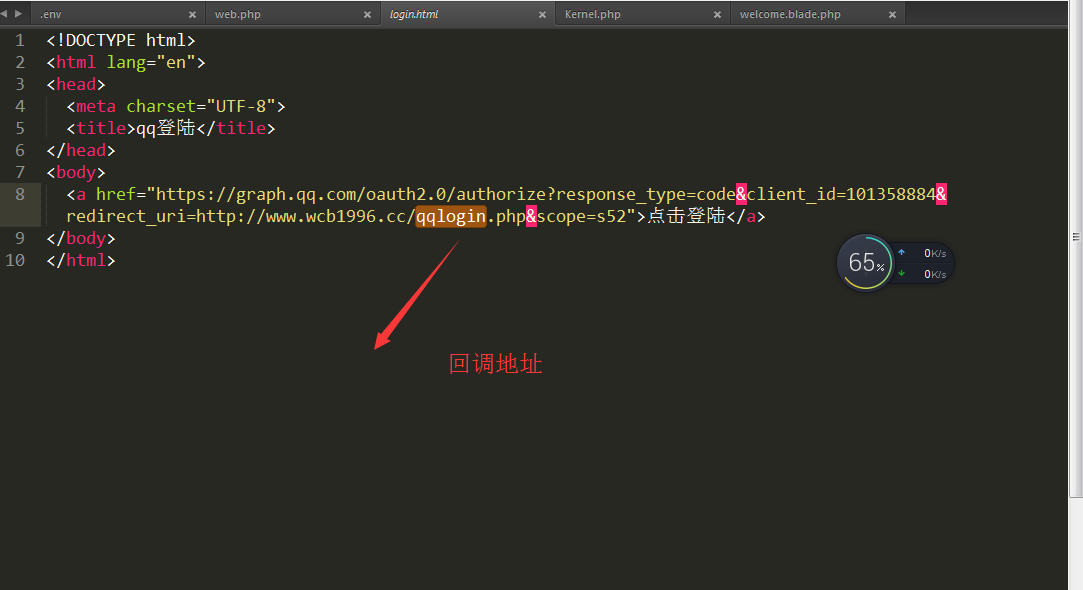 .env × web.php × login.html × Kernel.php × welcome.blade.php ×
1 <!DOCTYPE html>
2 <html lang="en">
3 <head>
4 <meta charset="UTF-8">
5 <title>qq登陆</title>
6 </head>
7 <body>
8 <a href="https://graph.qq.com/oauth2.0/authorize?response_type=code&client_id=101358884&
redirect_uri=http://www.wcb1996.cc/qqlogin.php&scope=s52">点击登陆</a>
9 </body>
10 </html>
65%
0K/s
0K/s
回调地址